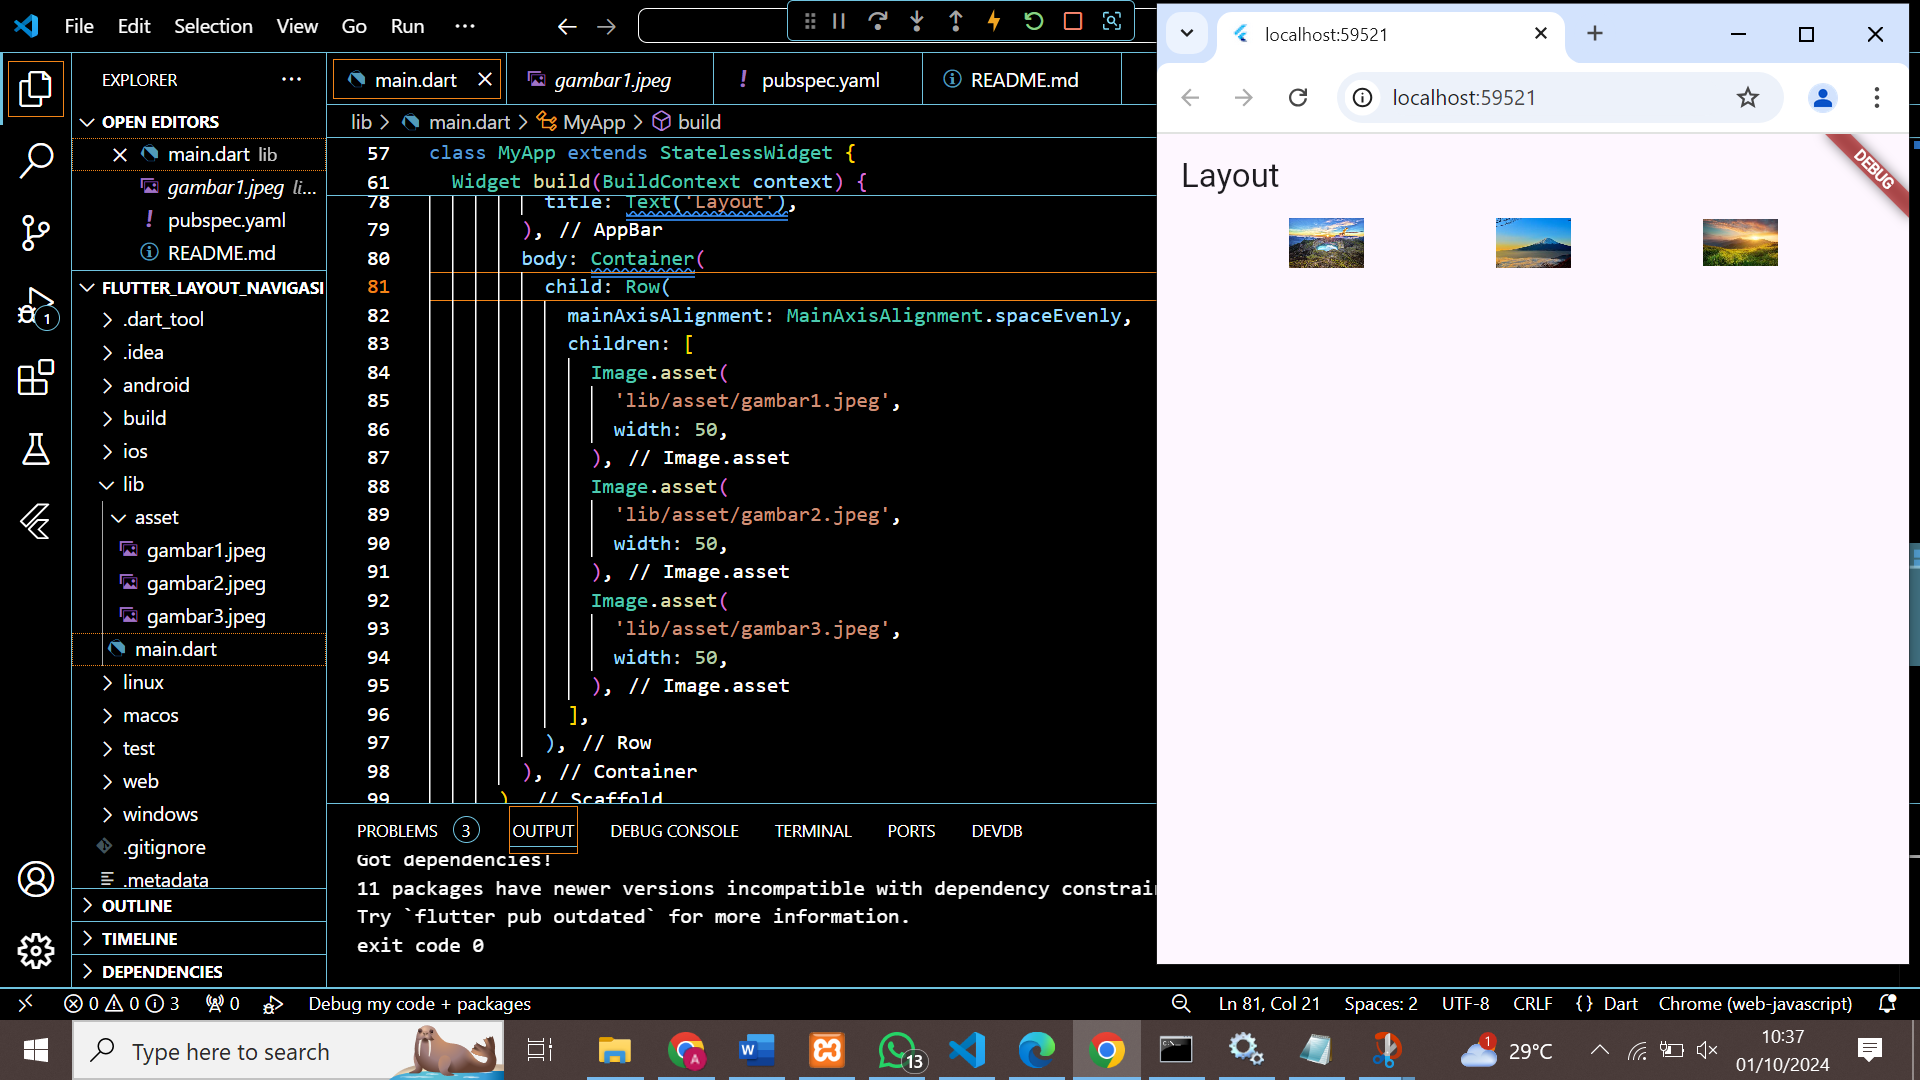 File Edit Selection View Go Run ···
EXPLORER ···
OPEN EDITORS
main.dart lib
gambar1.jpeg li...
pubspec.yaml
README.md
FLUTTER_LAYOUT_NAVIGASI
.dart_tool
.idea
android
build
ios
lib
asset
gambar1.jpeg
gambar2.jpeg
gambar3.jpeg
main.dart
linux
macos
test
web
windows
.gitignore
.metadata
OUTLINE
TIMELINE
DEPENDENCIES
1
main.dart gambar1.jpeg pubspec.yaml README.md
lib > main.dart > MyApp > build
57 class MyApp extends StatelessWidget {
61 Widget build(BuildContext context) {
78 title: Text('Layout'),
79 ), // AppBar
80 body: Container(
81 child: Row(
82 mainAxisAlignment: MainAxisAlignment.spaceEvenly,
83 children: [
84 Image.asset(
85 'lib/asset/gambar1.jpeg',
86 width: 50,
87 ), // Image.asset
88 Image.asset(
89 'lib/asset/gambar2.jpeg',
90 width: 50,
91 ), // Image.asset
92 Image.asset(
93 'lib/asset/gambar3.jpeg',
94 width: 50,
95 ), // Image.asset
96 ],
97 ), // Row
98 ), // Container
99 ) // Scaffold
PROBLEMS 3 OUTPUT DEBUG CONSOLE TERMINAL PORTS DEVDB
Got dependencies!
11 packages have newer versions incompatible with dependency constrai
Try `flutter pub outdated` for more information.
exit code 0
localhost:59521
localhost:59521
Layout
DEBUG
0 0 3 0 Debug my code + packages
Ln 81, Col 21 Spaces: 2 UTF-8 CRLF {} Dart Chrome (web-javascript)
Type here to search
A
13
1
29°C
10:37
01/10/2024